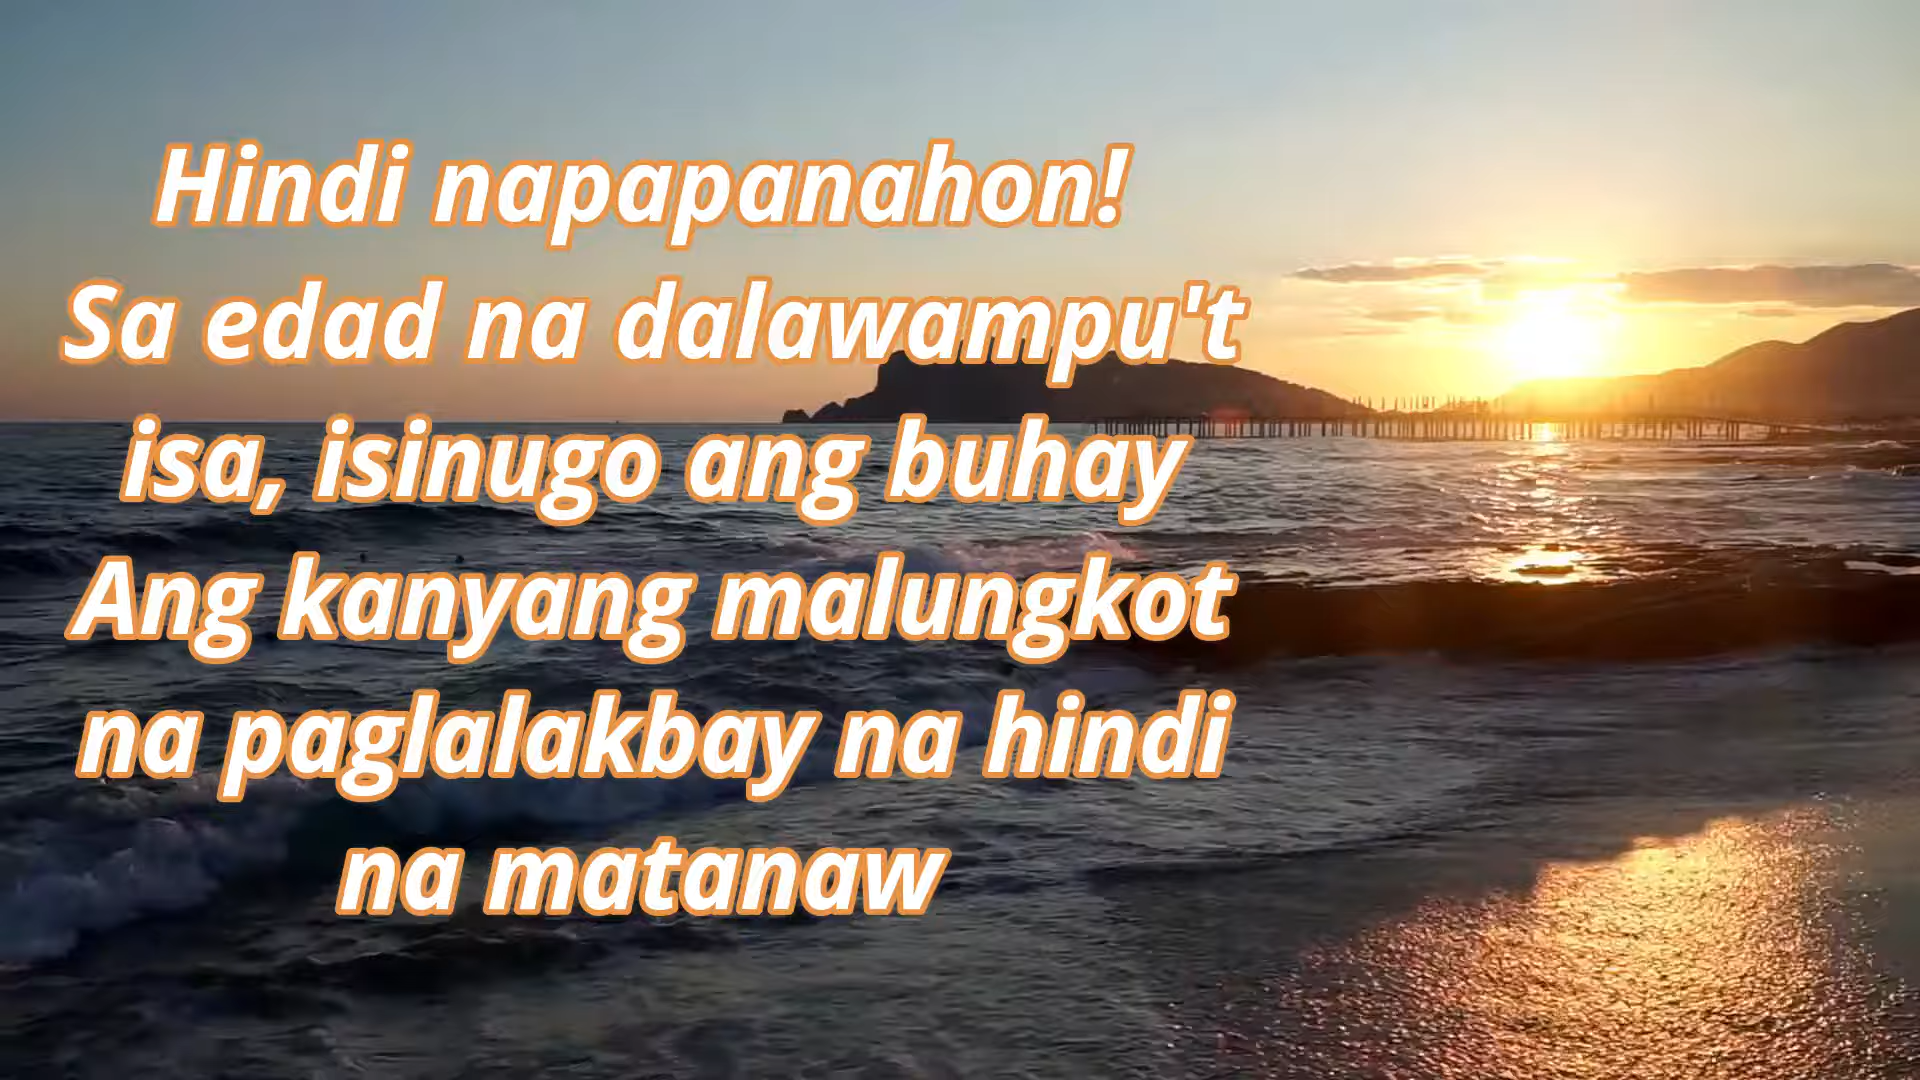 Hindi napapanahon!
Sa edad na dalawampu't
isa, isinugo ang buhay
Ang kanyang malungkot
na paglalakbay na hindi
na matanaw